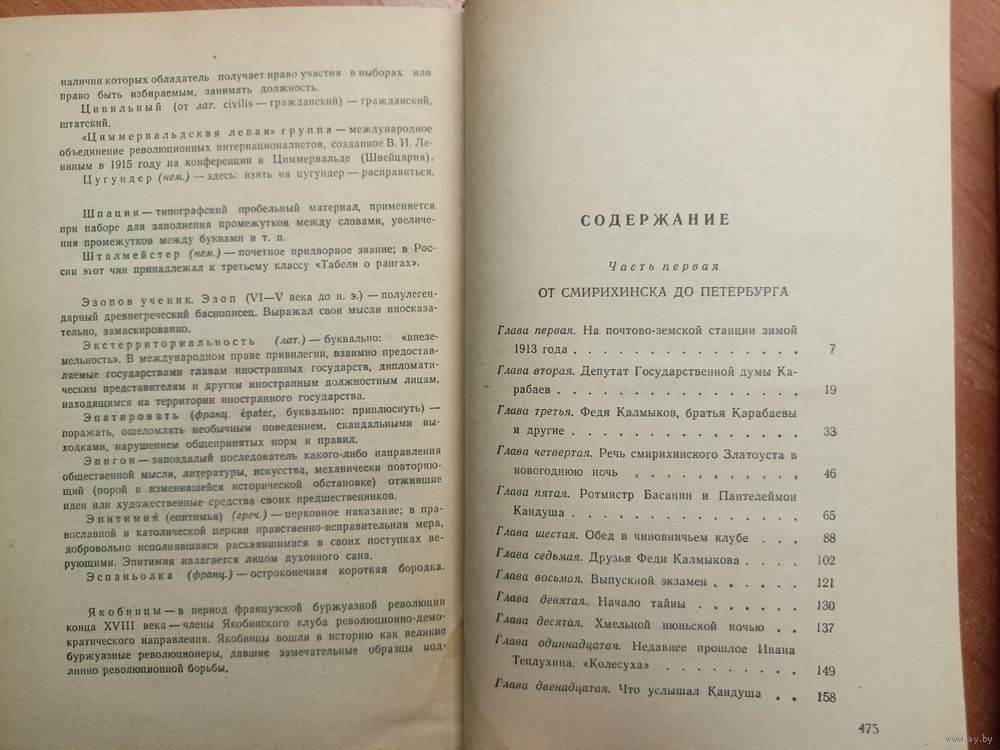 наличии которых обладатель получает право участия в выборах или
право быть избираемым, занимать должность.
Цивильный (от лат. civilis — гражданский) — гражданский,
штатский.
«Циммервальдская левая» группа — международное
объединение революционных интернационалистов, созданное В. И. Ле-
ниным в 1915 году на конференции в Циммервальде (Швейцария).
Цугундер (нем.) — здесь: взять на цугундер — расправиться.
Шпации — типографский пробельный материал, применяется
при наборе для заполнения промежутков между словами, увеличе-
ния промежутков между буквами и т. п.
Шталмейстер (нем.) — почетное придворное звание; в Рос-
сии этот чин принадлежал к третьему классу «Табели о рангах».
Эзопов ученик. Эзоп (VI—V века до н. э.) — полулеген-
дарный древнегреческий баснописец. Выражал свои мысли иносказа-
тельно, замаскированно.
Экстерриториальность (лат.) — буквально: «внезе-
мельность». В международном праве привилегии, взаимно предостав-
ляемые государствами главам иностранных государств, дипломати-
ческим представителям и другим иностранным должностным лицам,
находящимся на территории иностранного государства.
Эпатировать (франц. épater, буквально: приплюснуть) —
поражать, ошеломлять необычным поведением, скандальными вы-
ходками, нарушением общепринятых норм и правил.
Эпигон — запоздалый последователь какого-либо направления
общественной мысли, литературы, искусства, механически повторяю-
щий (порой в изменившейся исторической обстановке) отжившие
идеи или художественные средства своих предшественников.
Эпитимий (епитимья) (греч.) — церковное наказание; в пра-
вославной и католической церкви нравственно-исправительная мера,
добровольно исполнявшаяся раскаявшимися в своих поступках ве-
рующими. Эпитимия налагается лицом духовного сана.
Эспаньолка (франц.) — остроконечная короткая бородка.
Якобинцы — в период французской буржуазной революции
конца XVIII века — члены Якобинского клуба революционно-демо-
кратического направления. Якобинцы вошли в историю как великие
буржуазные революционеры, давшие замечательные образцы под-
линно революционной борьбы.
СОДЕРЖАНИЕ
Часть первая
ОТ СМИРИХИНСКА ДО ПЕТЕРБУРГА
Глава первая. На почтово-земской станции зимой
1913 года . . . . . . . . . . . . . . 7
Глава вторая. Депутат Государственной думы Ка-
рабаев . . . . . . . . . . . . . . . 19
Глава третья. Федя Калмыков, братья Карабаевы
и другие . . . . . . . . . . . . . . 33
Глава четвертая. Речь смирихинского Златоуста в
новогоднюю ночь . . . . . . . . . . 46
Глава пятая. Ротмистр Басанин и Пантелеймон
Кандуша . . . . . . . . . . . . . . 65
Глава шестая. Обед в чиновничьем клубе . . . 88
Глава седьмая. Друзья Феди Калмыкова . . . . 102
Глава восьмая. Выпускной экзамен . . . . . . 121
Глава девятая. Начало тайны . . . . . . . 130
Глава десятая. Хмельной июньской ночью . . 137
Глава одиннадцатая. Недавнее прошлое Ивана
Теплухина. «Колесуха» . . . . . . . . 149
Глава двенадцатая. Что услышал Кандуша . . 158
475
www.ay.by